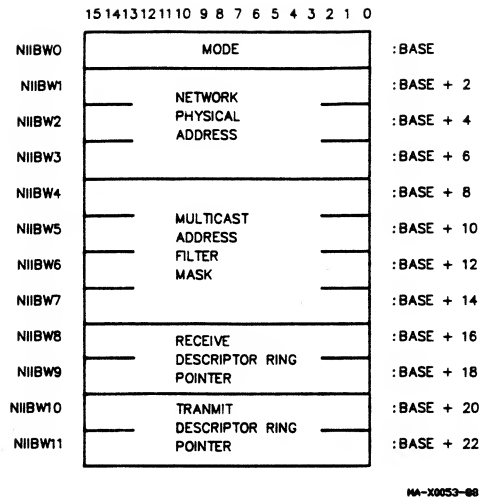 15 14 13 12 11 10 9 8 7 6 5 4 3 2 1 0
NIIBW0 MODE :BASE
NIIBW1 :BASE + 2
NETWORK
NIIBW2 PHYSICAL :BASE + 4
ADDRESS
NIIBW3 :BASE + 6
NIIBW4 :BASE + 8
NIIBW5 MULTICAST :BASE + 10
ADDRESS
NIIBW6 FILTER :BASE + 12
MASK
NIIBW7 :BASE + 14
NIIBW8 RECEIVE :BASE + 16
DESCRIPTOR RING
NIIBW9 POINTER :BASE + 18
NIIBW10 TRANMIT :BASE + 20
DESCRIPTOR RING
NIIBW11 POINTER :BASE + 22
MA-X0053-88